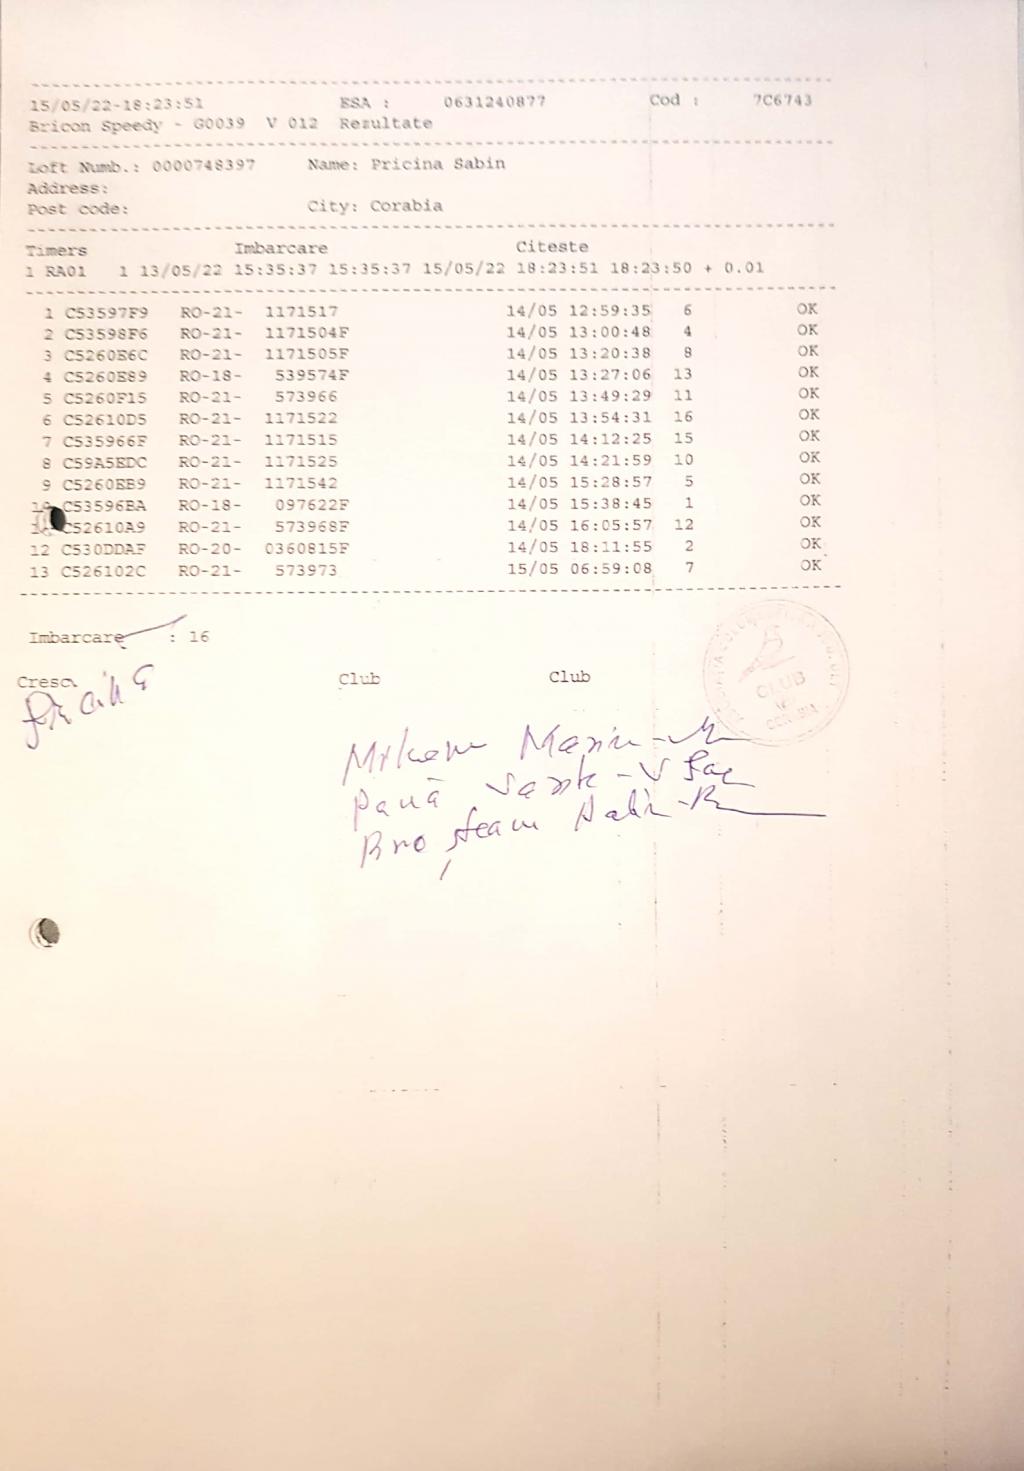 15/05/22-18:23:51 ESA : 0631240877 Cod : 7C6743
Bricon Speedy - G0039 V 012 Rezultate
Loft Numb.: 0000748397 Name: Pricina Sabin
Address:
Post code: City: Corabia
Timers Imbarcare Citeste
1 RA01 1 13/05/22 15:35:37 15:35:37 15/05/22 18:23:51 18:23:50 + 0.01
1 C53597F9 RO-21- 1171517 14/05 12:59:35 6 OK
2 C53598F6 RO-21- 1171504F 14/05 13:00:48 4 OK
3 C5260E6C RO-21- 1171505F 14/05 13:20:38 8 OK
4 C5260E89 RO-18- 539574F 14/05 13:27:06 13 OK
5 C5260F15 RO-21- 573966 14/05 13:49:29 11 OK
6 C52610D5 RO-21- 1171522 14/05 13:54:31 16 OK
7 C535966F RO-21- 1171515 14/05 14:12:25 15 OK
8 C59A5EDC RO-21- 1171525 14/05 14:21:59 10 OK
9 C5260EB9 RO-21- 1171542 14/05 15:28:57 5 OK
10 C53596BA RO-18- 097622F 14/05 15:38:45 1 OK
C52610A9 RO-21- 573968F 14/05 16:05:57 12 OK
12 C530DDAF RO-20- 0360815F 14/05 18:11:55 2 OK
13 C526102C RO-21- 573973 15/05 06:59:08 7 OK
Imbarcare : 16
Cresc. Club Club
CLUB
Pană